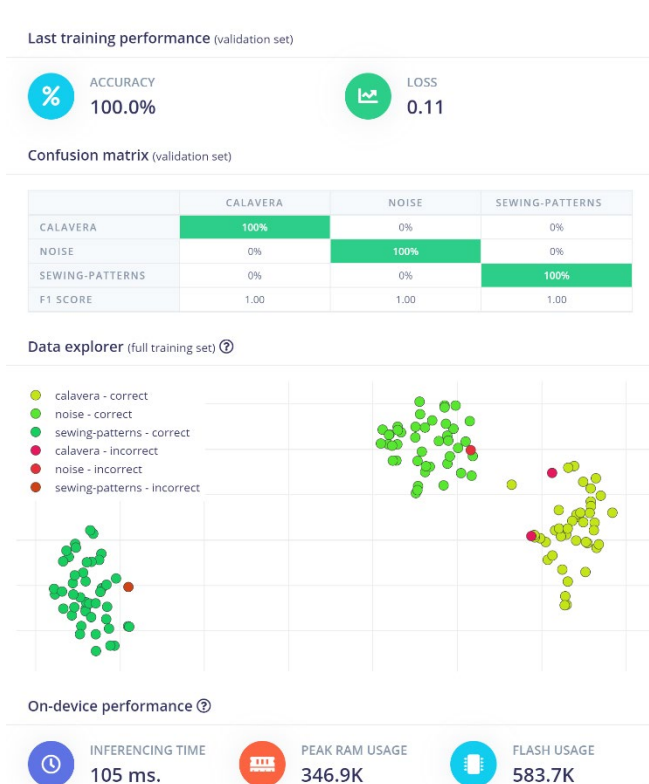 Last training performance (validation set)
ACCURACY
100.0%
LOSS
0.11
Confusion matrix (validation set)
CALAVERA NOISE SEWING-PATTERNS
CALAVERA 100% 0% 0%
NOISE 0% 100% 0%
SEWING-PATTERNS 0% 0% 100%
F1 SCORE 1.00 1.00 1.00
Data explorer (full training set) ?
calavera - correct
noise - correct
sewing-patterns - correct
calavera - incorrect
noise - incorrect
sewing-patterns - incorrect
On-device performance ?
INFERENCING TIME
105 ms.
PEAK RAM USAGE
346.9K
FLASH USAGE
583.7K